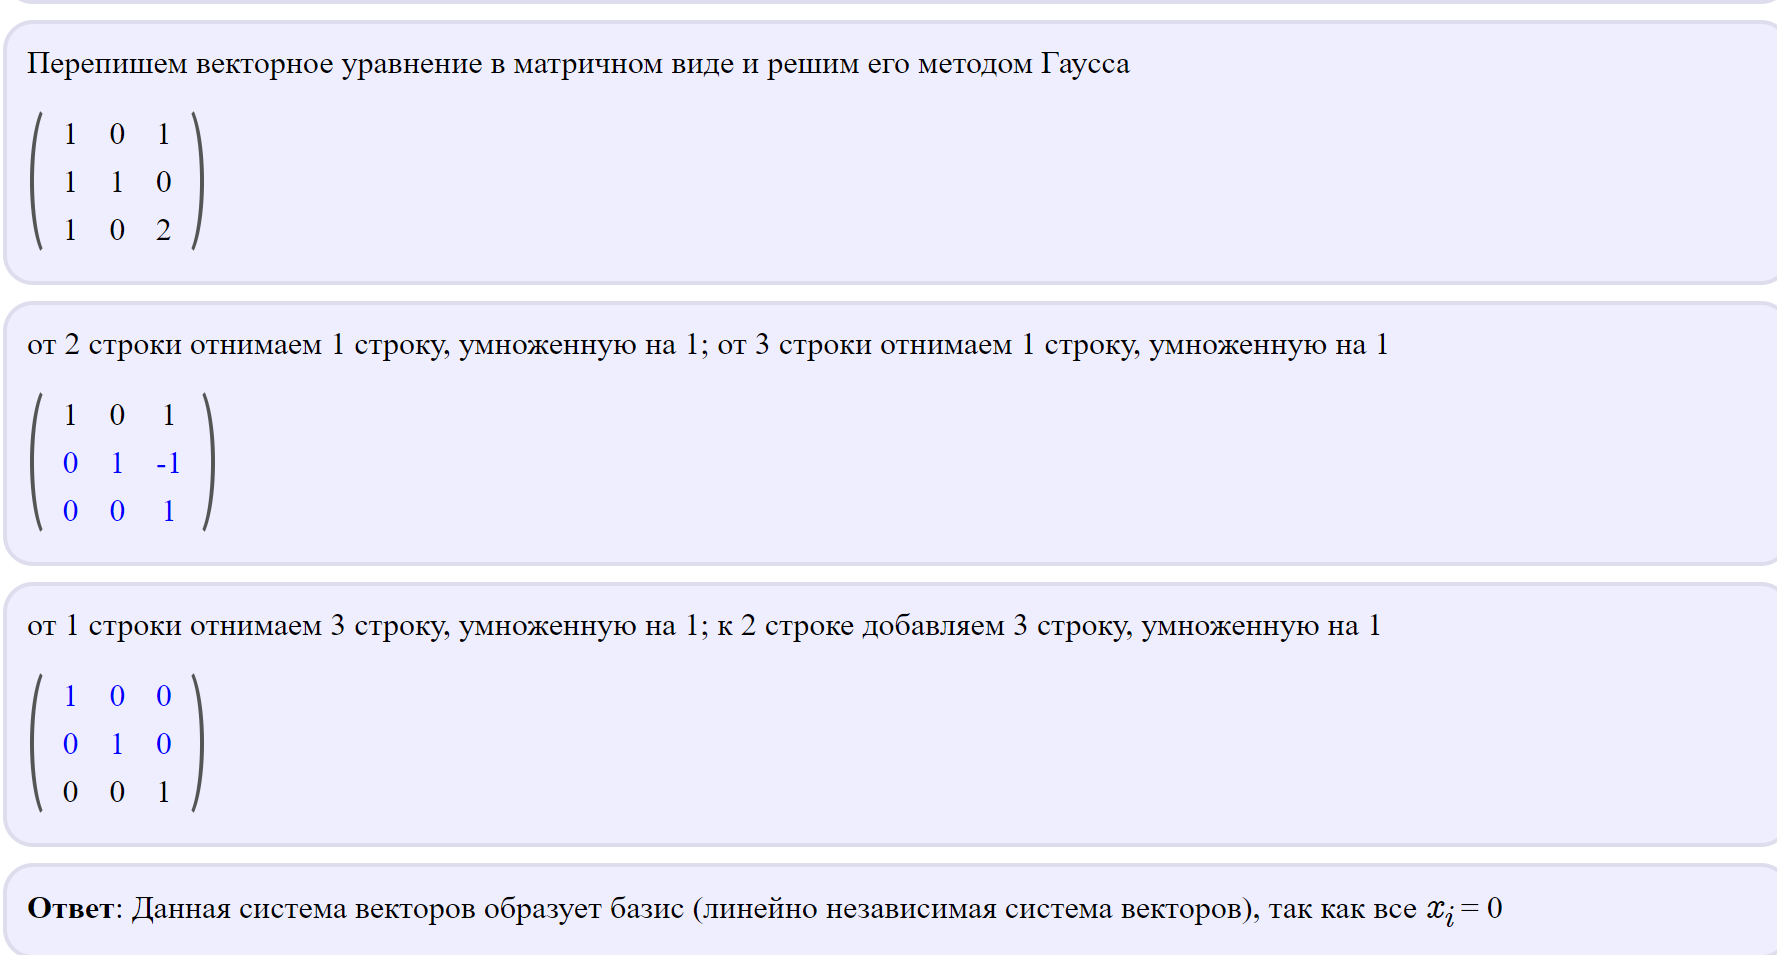 Перепишем векторное уравнение в матричном виде и решим его методом Гаусса
1 0 1
1 1 0
1 0 2
от 2 строки отнимаем 1 строку, умноженную на 1; от 3 строки отнимаем 1 строку, умноженную на 1
1 0 1
0 1 -1
0 0 1
от 1 строки отнимаем 3 строку, умноженную на 1; к 2 строке добавляем 3 строку, умноженную на 1
1 0 0
0 1 0
0 0 1
Ответ: Данная система векторов образует базис (линейно независимая система векторов), так как все xᵢ = 0